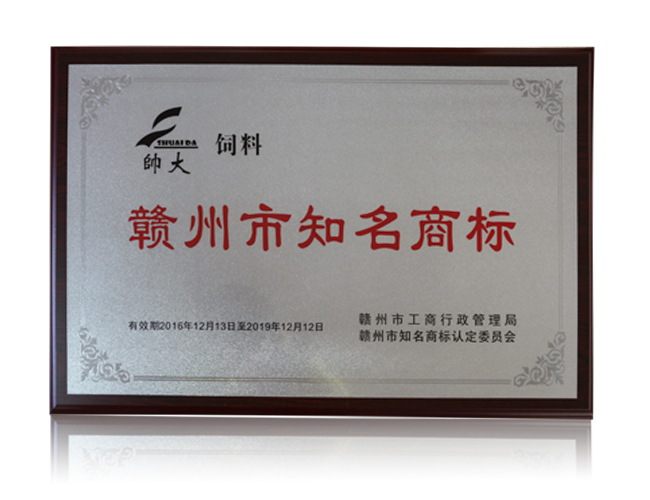 SHUAI DA
帥大
饲料
赣州市知名商标
有效期2016年12月13日至2019年12月12日
赣州市工商行政管理局
赣州市知名商标认定委员会